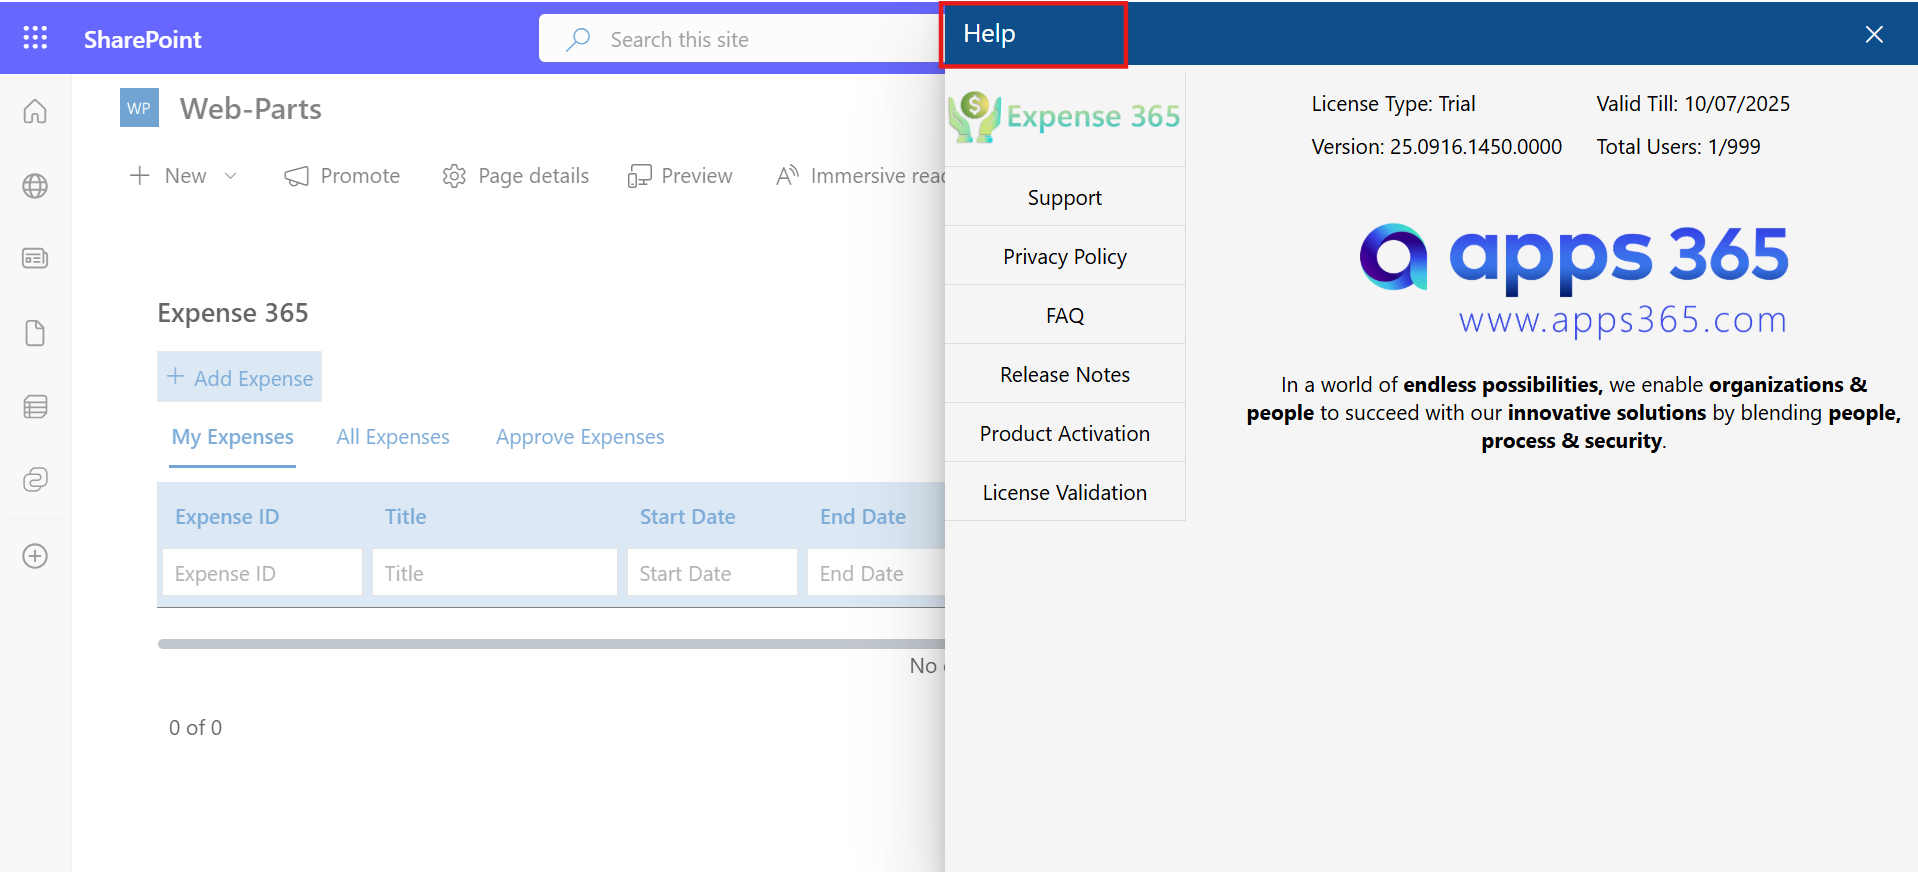 SharePoint
Search this site
WP
Web-Parts
New
Promote
Page details
Preview
Immersive
Expense 365
Add Expense
My Expenses
All Expenses
Approve Expenses
Expense ID
Title
Start Date
End Date
Expense ID
Title
Start Date
End Date
No
0 of 0
Help
Expense 365
Support
Privacy Policy
FAQ
Release Notes
Product Activation
License Validation
License Type: Trial
Valid Till: 10/07/2025
Version: 25.0916.1450.0000
Total Users: 1/999
apps 365
www.apps365.com
In a world of endless possibilities, we enable organizations &
people to succeed with our innovative solutions by blending people,
process & security.